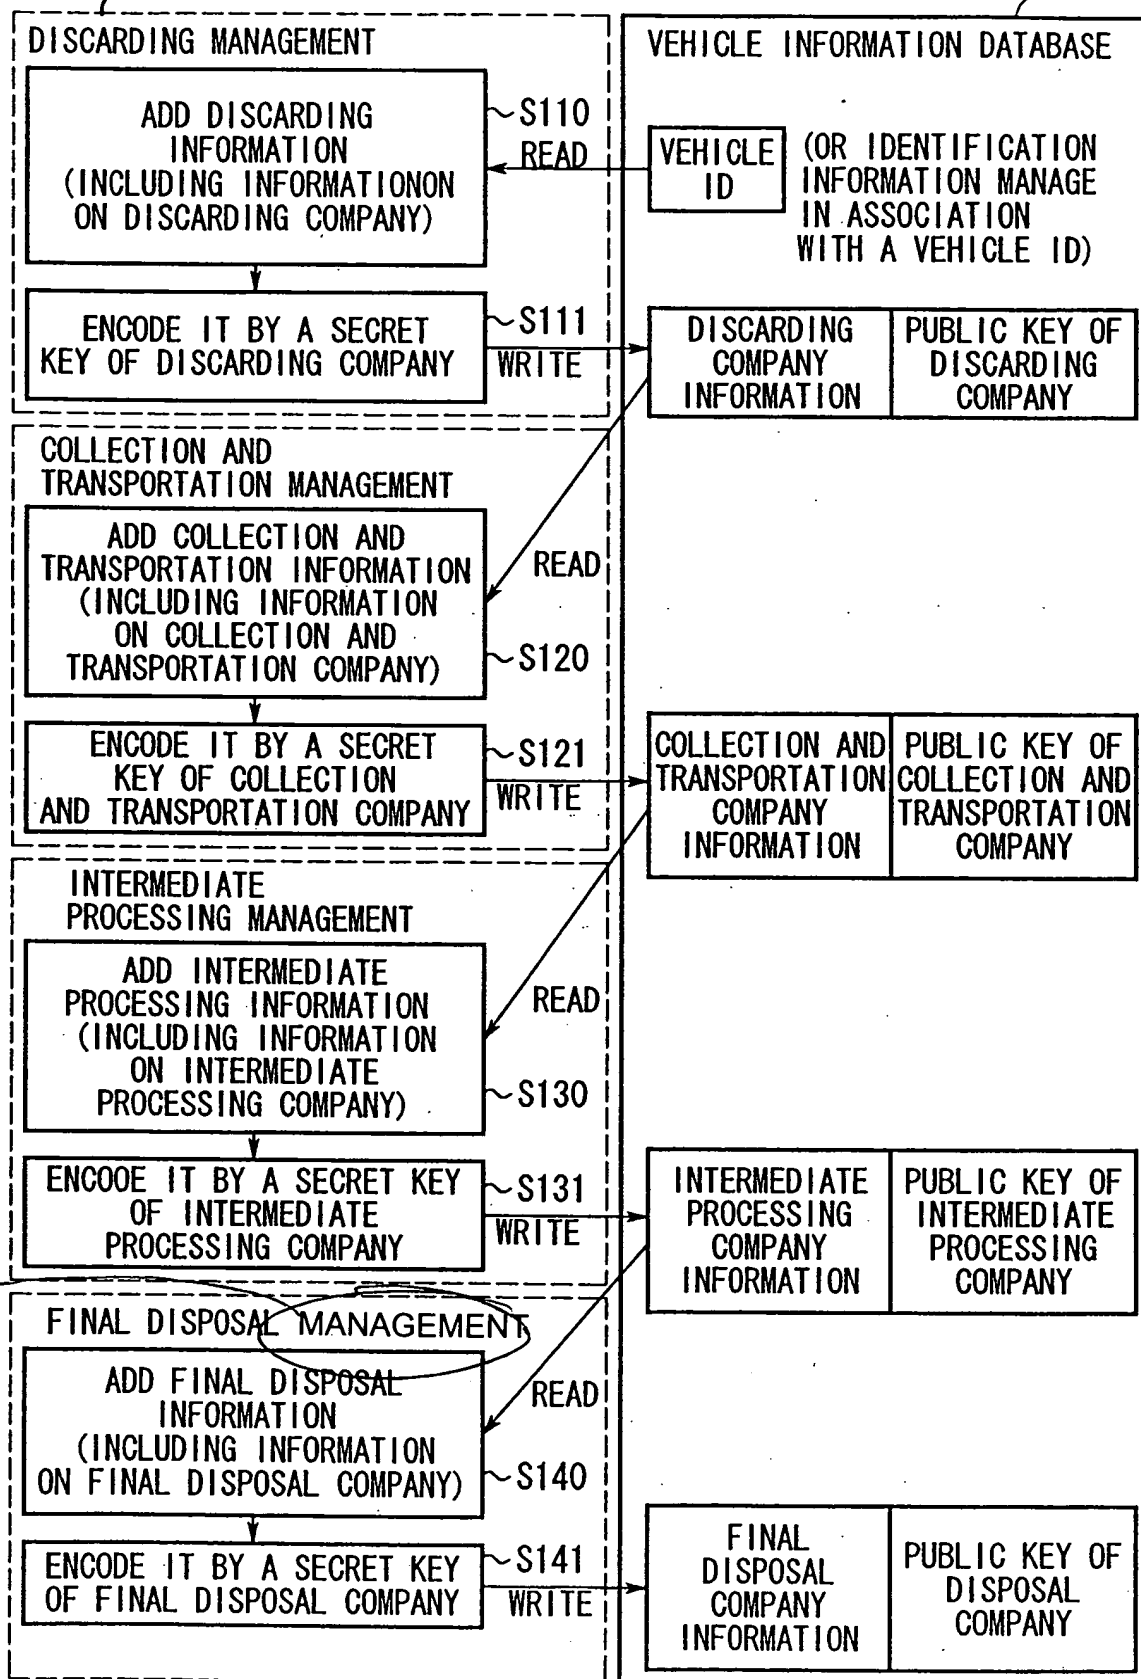 DISCARDING MANAGEMENT
ADD DISCARDING
INFORMATION
(INCLUDING INFORMATIONON
ON DISCARDING COMPANY)
S110
READ
ENCODE IT BY A SECRET
KEY OF DISCARDING COMPANY
S111
WRITE
VEHICLE INFORMATION DATABASE
VEHICLE
ID
(OR IDENTIFICATION
INFORMATION MANAGE
IN ASSOCIATION
WITH A VEHICLE ID)
DISCARDING
COMPANY
INFORMATION
PUBLIC KEY OF
DISCARDING
COMPANY
COLLECTION AND
TRANSPORTATION MANAGEMENT
ADD COLLECTION AND
TRANSPORTATION INFORMATION
(INCLUDING INFORMATION
ON COLLECTION AND
TRANSPORTATION COMPANY)
READ
S120
ENCODE IT BY A SECRET
KEY OF COLLECTION
AND TRANSPORTATION COMPANY
S121
WRITE
COLLECTION AND
TRANSPORTATION
COMPANY
INFORMATION
PUBLIC KEY OF
COLLECTION AND
TRANSPORTATION
COMPANY
INTERMEDIATE
PROCESSING MANAGEMENT
ADD INTERMEDIATE
PROCESSING INFORMATION
(INCLUDING INFORMATION
ON INTERMEDIATE
PROCESSING COMPANY)
READ
S130
ENCOOE IT BY A SECRET KEY
OF INTERMEDIATE
PROCESSING COMPANY
S131
WRITE
INTERMEDIATE
PROCESSING
COMPANY
INFORMATION
PUBLIC KEY OF
INTERMEDIATE
PROCESSING
COMPANY
FINAL DISPOSAL MANAGEMENT
ADD FINAL DISPOSAL
INFORMATION
(INCLUDING INFORMATION
ON FINAL DISPOSAL COMPANY)
READ
S140
ENCODE IT BY A SECRET KEY
OF FINAL DISPOSAL COMPANY
S141
WRITE
FINAL
DISPOSAL
COMPANY
INFORMATION
PUBLIC KEY OF
DISPOSAL
COMPANY